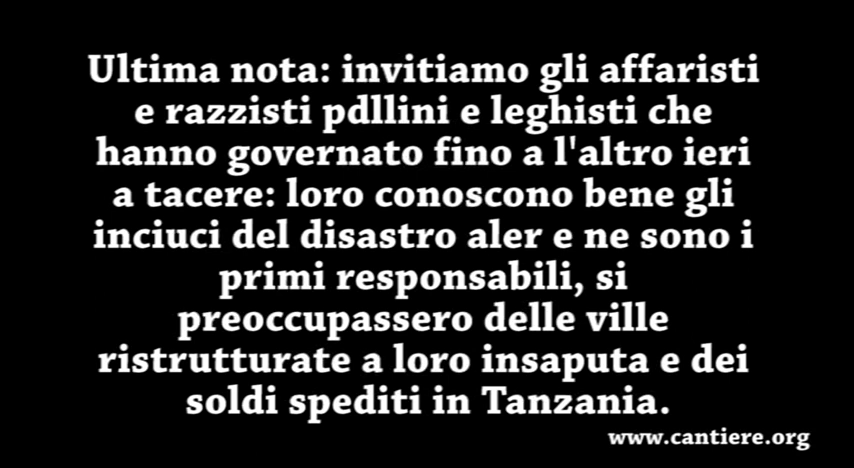 Ultima nota: invitiamo gli affaristi
e razzisti pdllini e leghisti che
hanno governato fino a l'altro ieri
a tacere: loro conoscono bene gli
inciuci del disastro aler e ne sono i
primi responsabili, si
preoccupassero delle ville
ristrutturate a loro insaputa e dei
soldi spediti in Tanzania.
www.cantiere.org